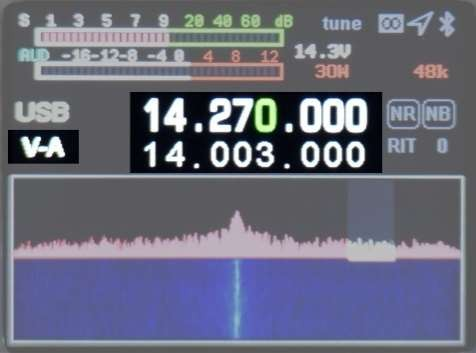 S 1 3 5 7 9 20 40 60 dB tune
AUD -16-12-8 -4 0 4 8 12 14.3V
30W 48k
USB 14.270.000 NR NB
V-A 14.003.000 RIT 0